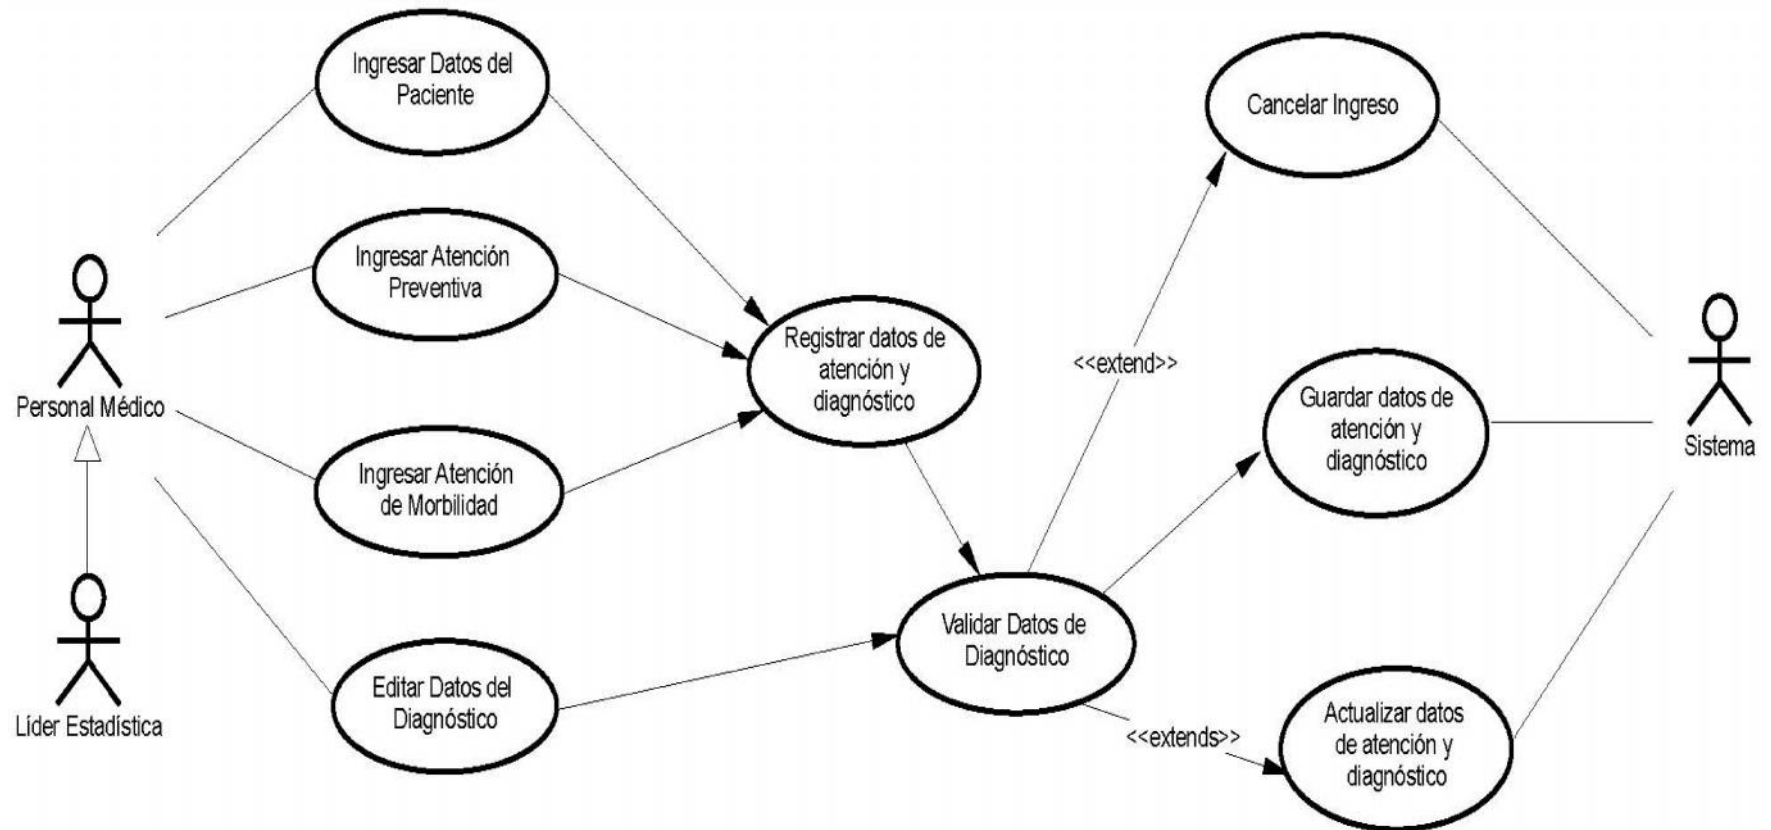 Ingresar Datos del
Paciente
Cancelar Ingreso
Ingresar Atención
Preventiva
Registrar datos de
atención y
diagnóstico
<<extend>>
Personal Médico
Guardar datos de
atención y
diagnóstico
Sistema
Ingresar Atención
de Morbilidad
Validar Datos de
Diagnóstico
Editar Datos del
Diagnóstico
Líder Estadística
<<extends>>
Actualizar datos
de atención y
diagnóstico